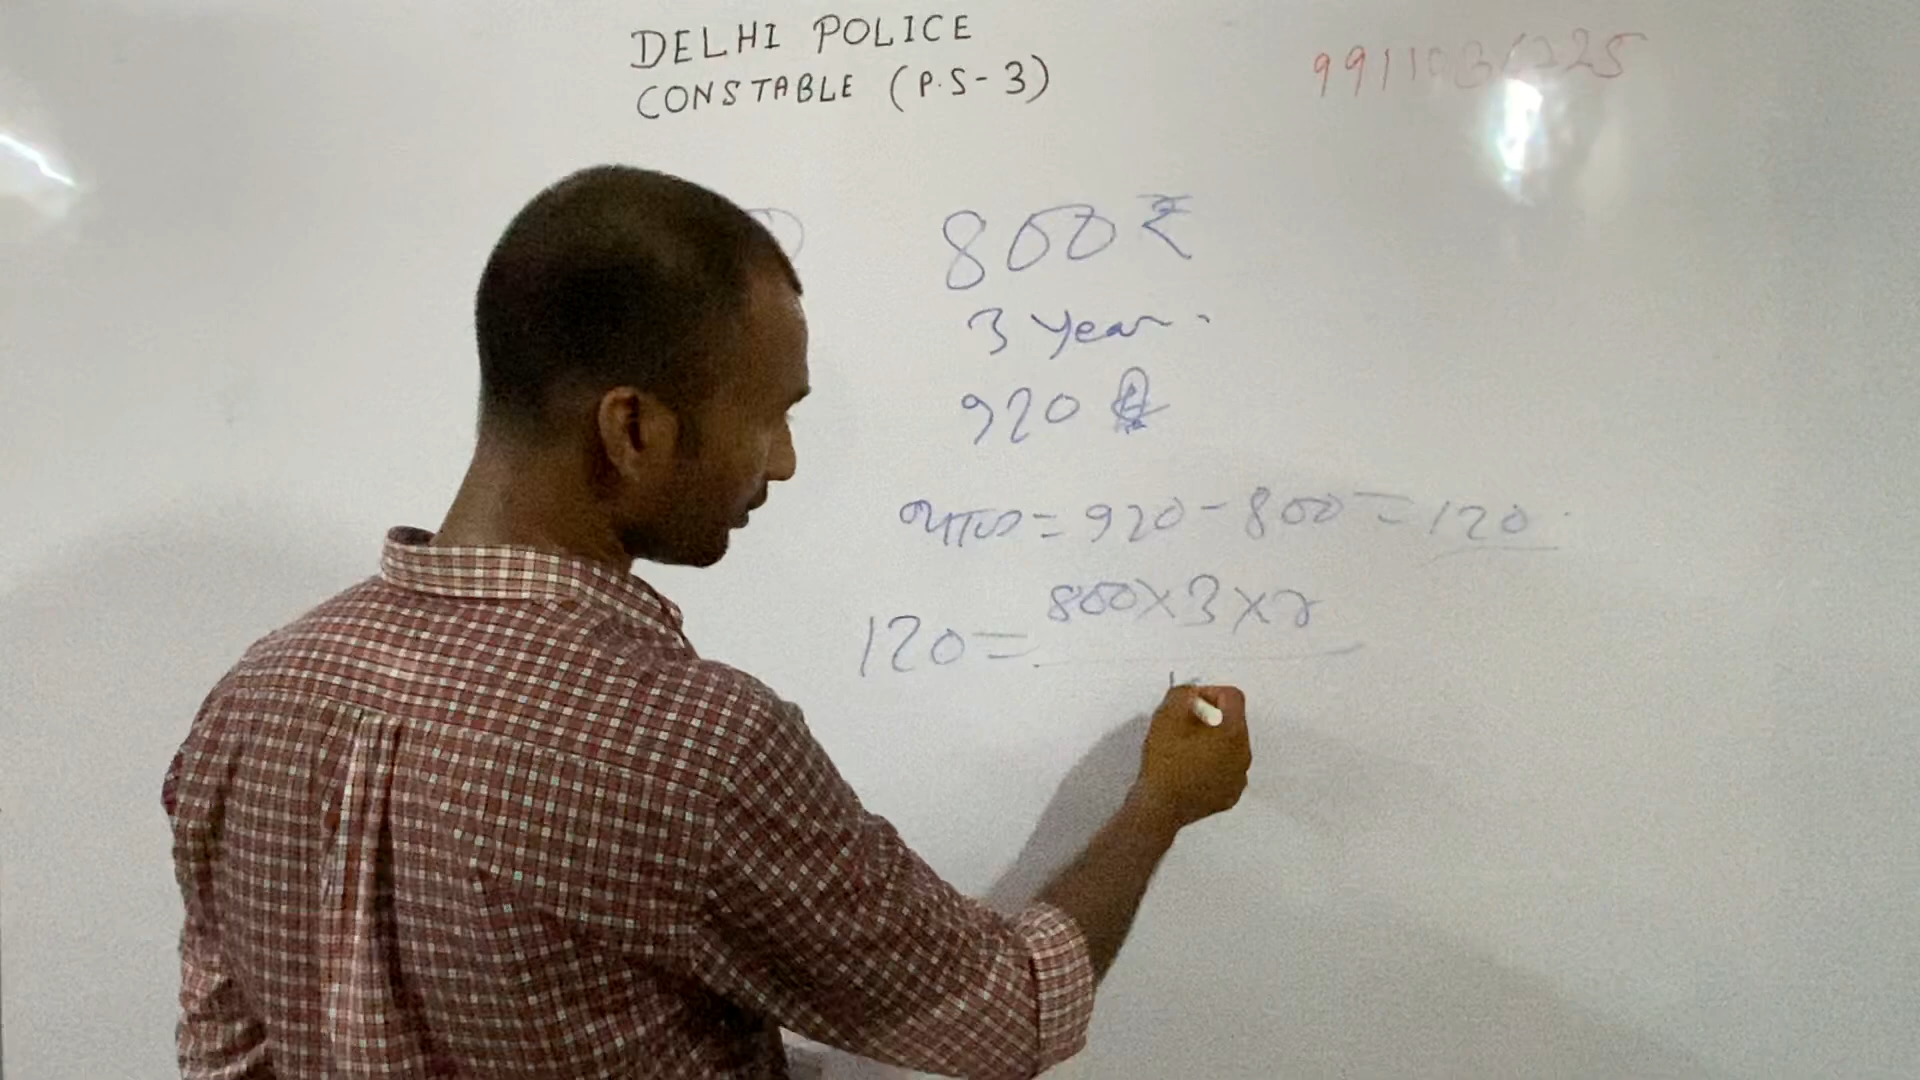 DELHI POLICE
CONSTABLE (P.S-3)
800₹
3 Year.
920
ब्याज = 920 - 800 = 120
120 = 800 × 3 × r